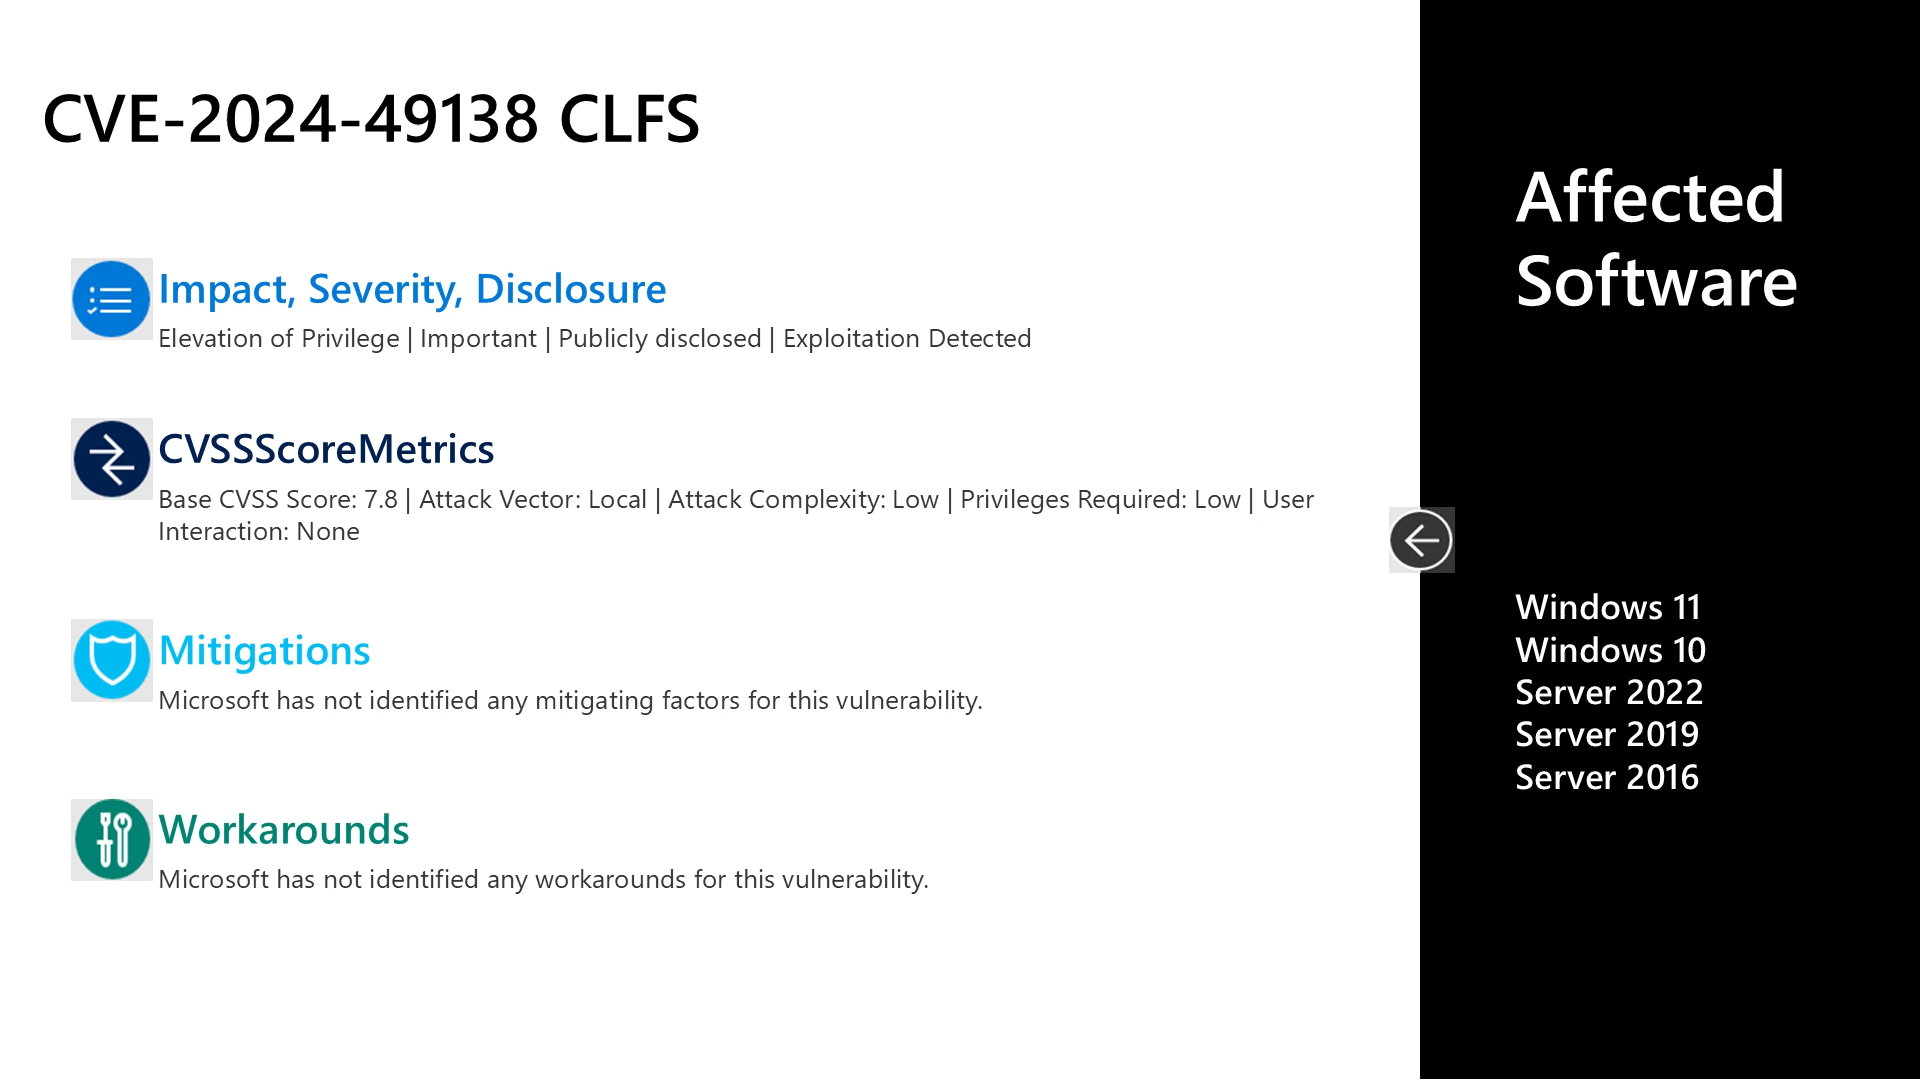 CVE-2024-49138 CLFS
Impact, Severity, Disclosure
Elevation of Privilege | Important | Publicly disclosed | Exploitation Detected
CVSSScoreMetrics
Base CVSS Score: 7.8 | Attack Vector: Local | Attack Complexity: Low | Privileges Required: Low | User
Interaction: None
Mitigations
Microsoft has not identified any mitigating factors for this vulnerability.
Workarounds
Microsoft has not identified any workarounds for this vulnerability.
Affected
Software
Windows 11
Windows 10
Server 2022
Server 2019
Server 2016